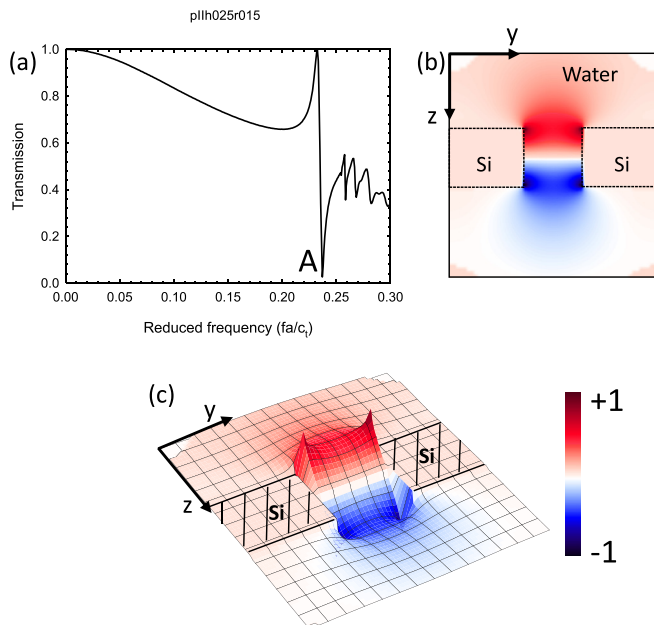 pIIh025r015
(a)
1.0
0.8
0.6
0.4
0.2
0.0
Transmission
A
0.00 0.05 0.10 0.15 0.20 0.25 0.30
Reduced frequency (fa/cₜ)
(b)
y
z
Water
Si Si
(c)
y
z
Si
Si
+1
-1